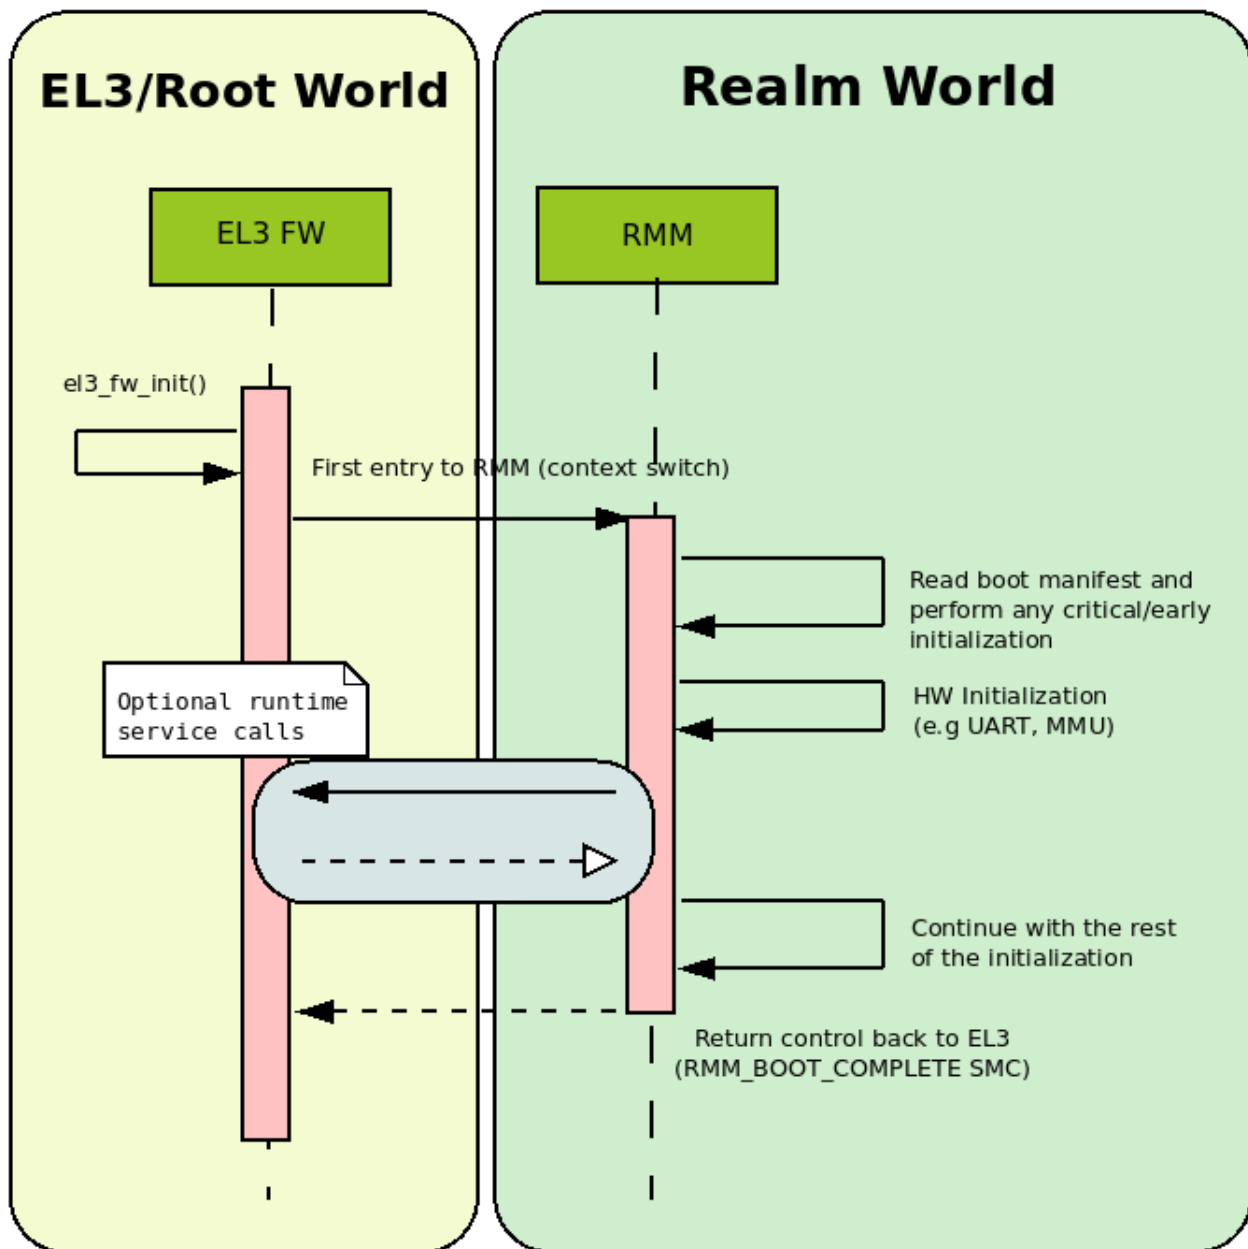 EL3/Root World
Realm World
EL3 FW
RMM
el3_fw_init()
First entry to RMM (context switch)
Read boot manifest and
perform any critical/early
initialization
Optional runtime
service calls
HW Initialization
(e.g UART, MMU)
Continue with the rest
of the initialization
Return control back to EL3
(RMM_BOOT_COMPLETE SMC)